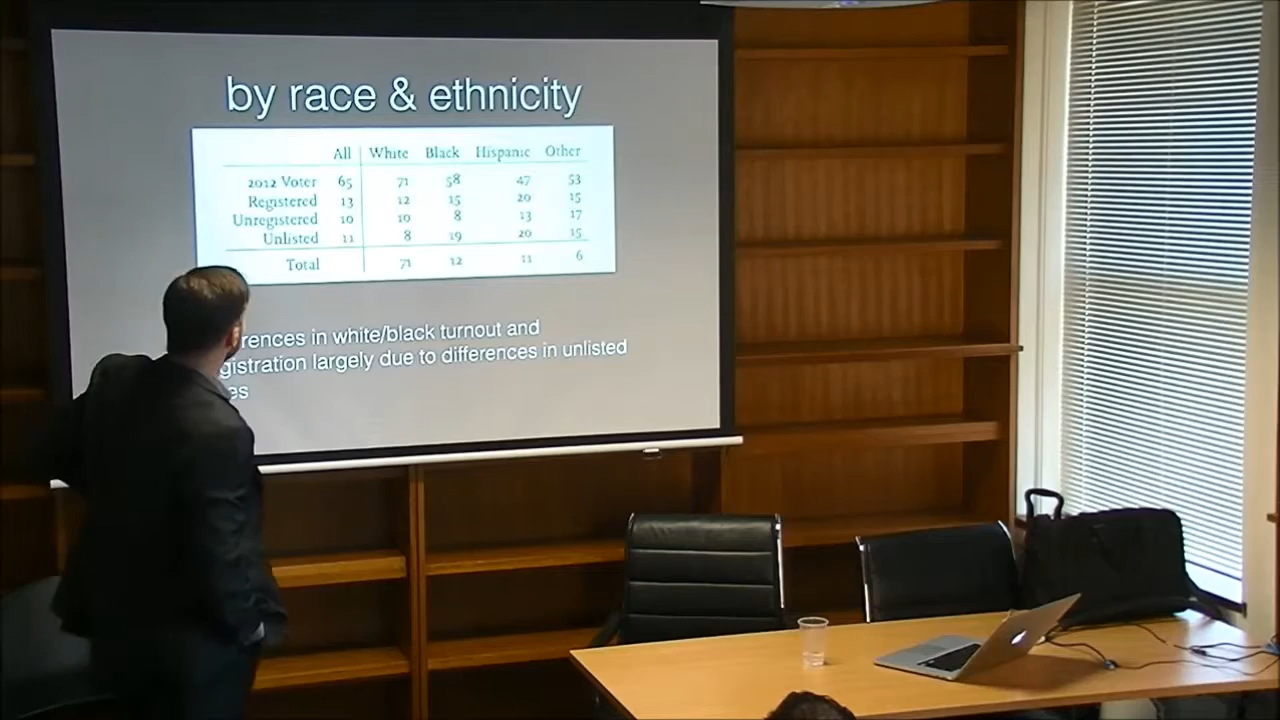 by race & ethnicity
All White Black Hispanic Other
2012 Voter 65 71 58 47 53
Registered 13 12 15 20 15
Unregistered 10 10 8 13 17
Unlisted 11 8 19 20 15
Total 71 12 11 6
rences in white/black turnout and
gistration largely due to differences in unlisted
es